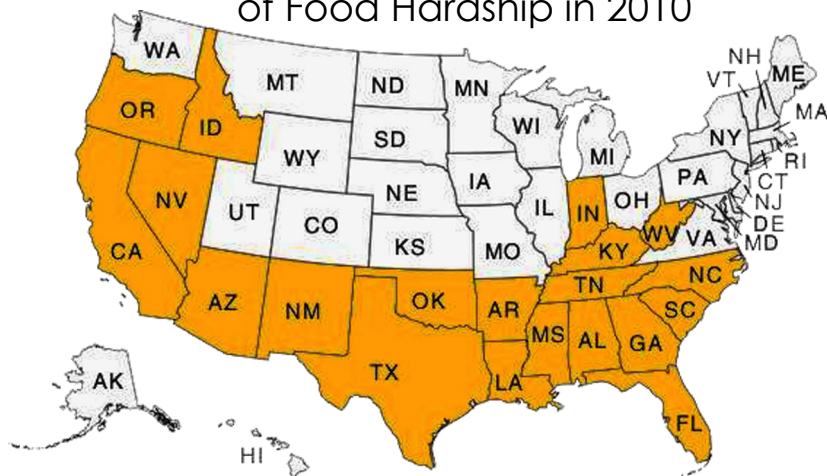 of Food Hardship in 2010
NH
VT
ME
WA
MT
ND
MN
MA
OR
ID
WI
NY
SD
MI
RI
WY
PA
CT
IA
NE
OH
NJ
NV
UT
IL
IN
DE
CO
WV
VA
MD
KS
MO
KY
CA
NC
TN
AZ
OK
NM
AR
SC
MS
AL
GA
TX
AK
LA
FL
HI